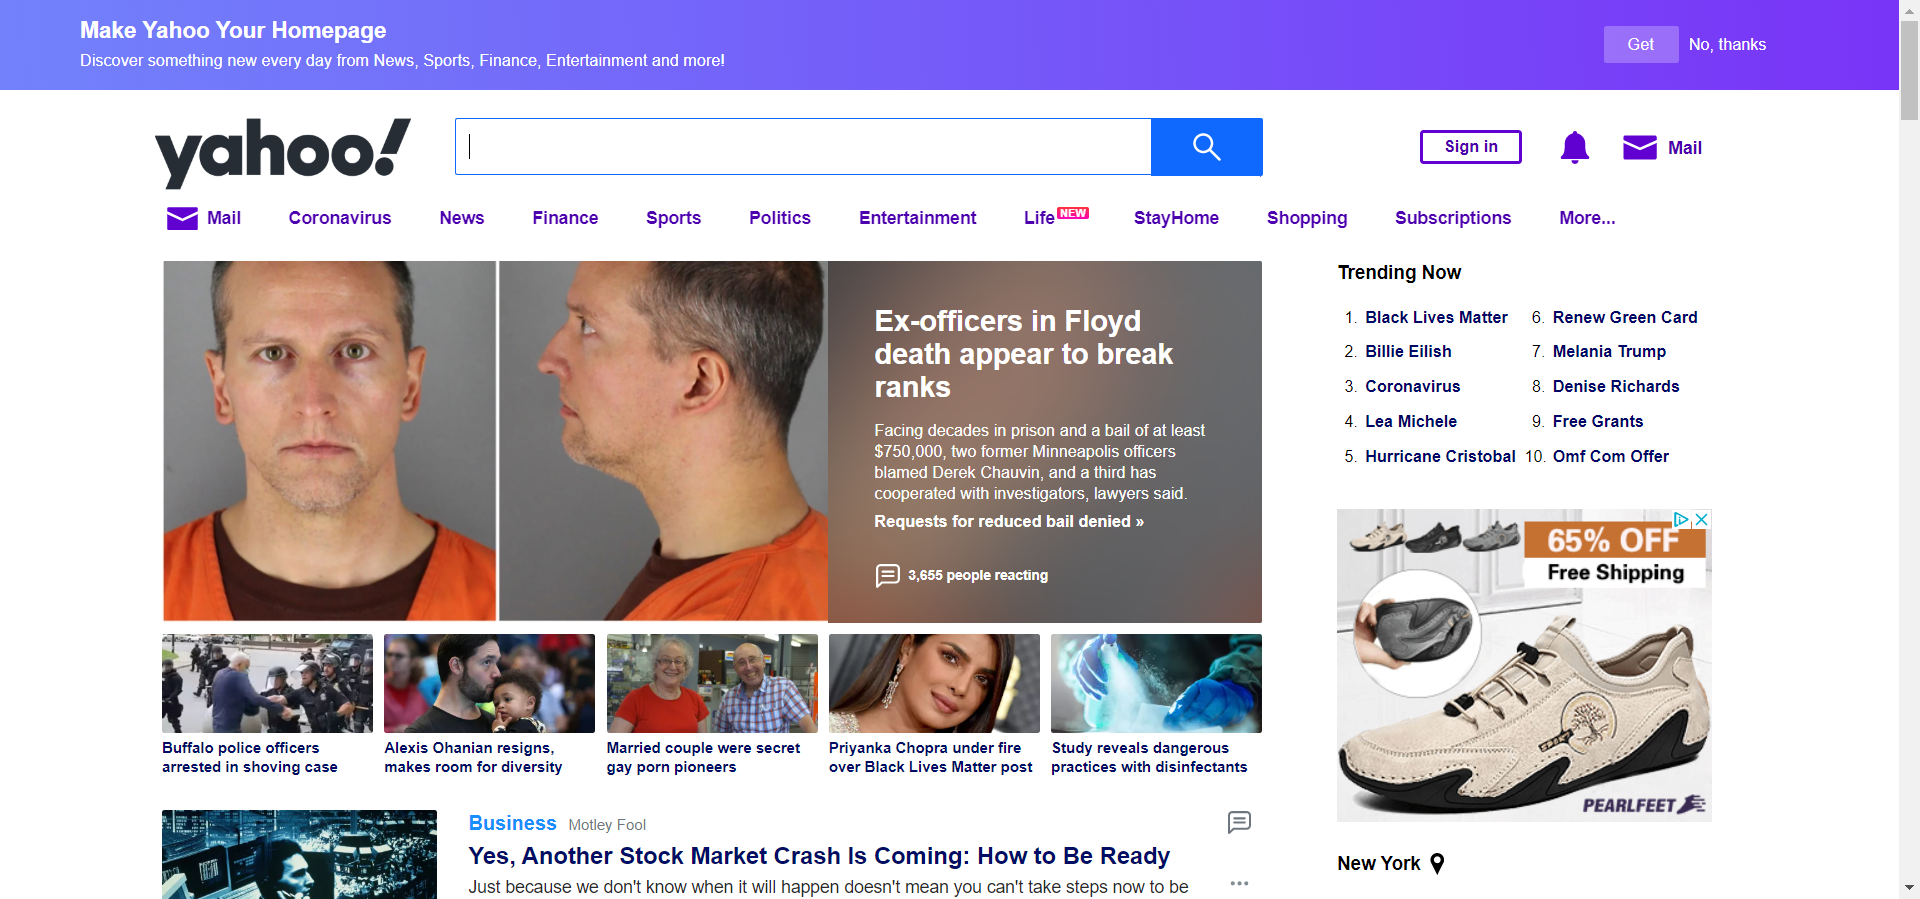 Make Yahoo Your Homepage
Discover something new every day from News, Sports, Finance, Entertainment and more!
Get
No, thanks
yahoo!
Sign in
Mail
Mail
Coronavirus
News
Finance
Sports
Politics
Entertainment
Life NEW
StayHome
Shopping
Subscriptions
More...
Ex-officers in Floyd
death appear to break
ranks
Facing decades in prison and a bail of at least
$750,000, two former Minneapolis officers
blamed Derek Chauvin, and a third has
cooperated with investigators, lawyers said.
Requests for reduced bail denied »
3,655 people reacting
Trending Now
1. Black Lives Matter
2. Billie Eilish
3. Coronavirus
4. Lea Michele
5. Hurricane Cristobal
6. Renew Green Card
7. Melania Trump
8. Denise Richards
9. Free Grants
10. Omf Com Offer
65% OFF
Free Shipping
PEARLFEET
Buffalo police officers
arrested in shoving case
Alexis Ohanian resigns,
makes room for diversity
Married couple were secret
gay porn pioneers
Priyanka Chopra under fire
over Black Lives Matter post
Study reveals dangerous
practices with disinfectants
Business Motley Fool
Yes, Another Stock Market Crash Is Coming: How to Be Ready
Just because we don't know when it will happen doesn't mean you can't take steps now to be
New York